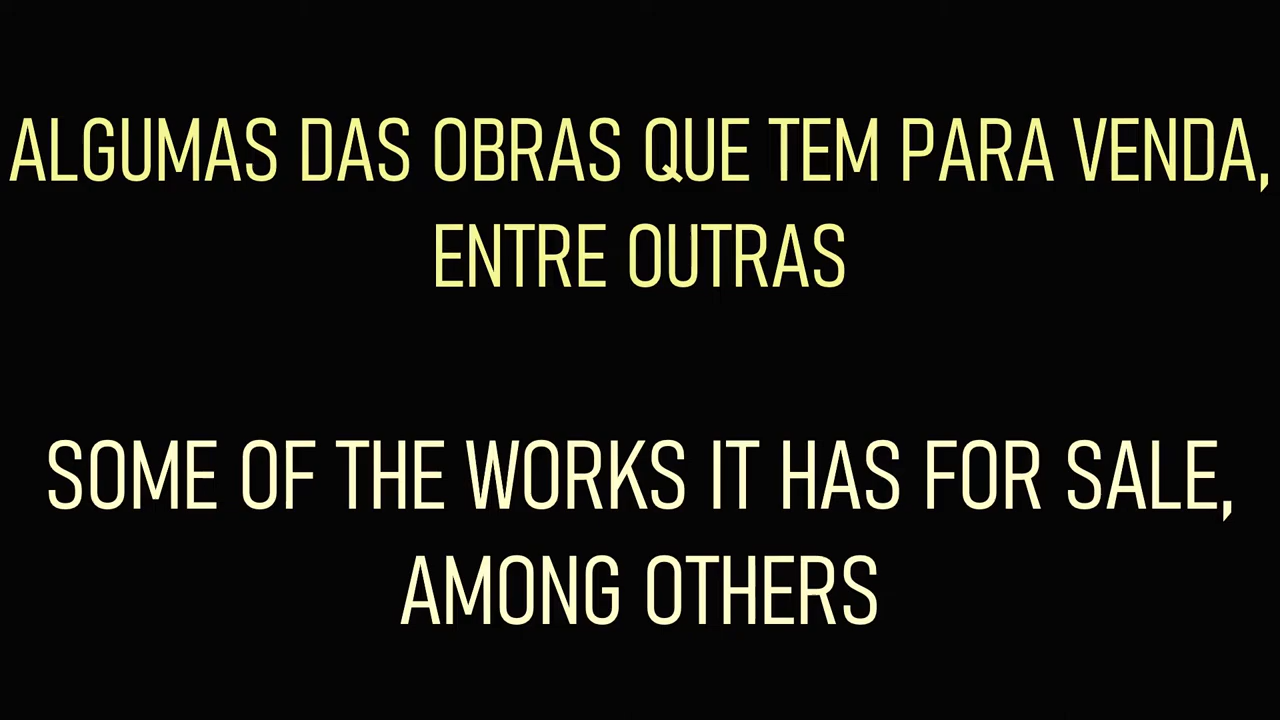 ALGUMAS DAS OBRAS QUE TEM PARA VENDA,
ENTRE OUTRAS
SOME OF THE WORKS IT HAS FOR SALE,
AMONG OTHERS